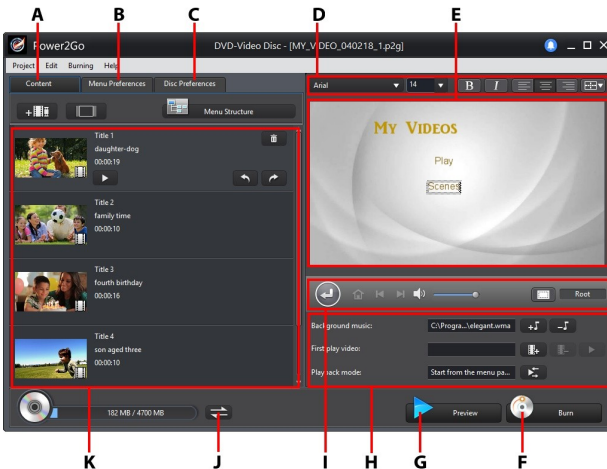 A B C D E
Power2Go DVD-Video Disc - [MY_VIDEO_040218_1.p2g]
Project Edit Burning Help
Content Menu Preferences Disc Preferences Arial 14 B I
Menu Structure
Title 1
daughter-dog
00:00:19
Title 2
family time
00:00:10
Title 3
fourth birthday
00:00:16
Title 4
son aged three
00:00:10
My Videos
Play
Scenes
Root
Background music: C:\Progra...\elegant.wma
First play video:
Playback mode: Start from the menu pa...
182 MB / 4700 MB Preview Burn
K J I H G F